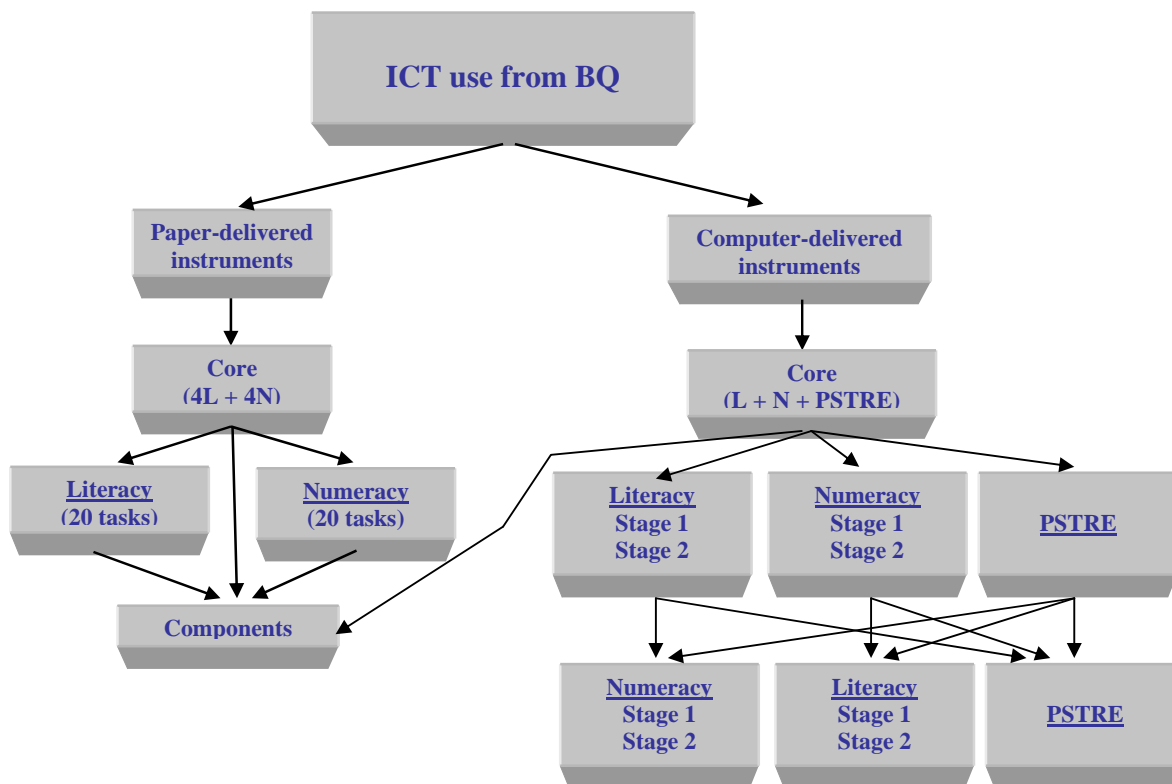 ICT use from BQ
Paper-delivered
instruments
Computer-delivered
instruments
Core
(4L + 4N)
Core
(L + N + PSTRE)
Literacy
(20 tasks)
Numeracy
(20 tasks)
Literacy
Stage 1
Stage 2
Numeracy
Stage 1
Stage 2
PSTRE
Components
Numeracy
Stage 1
Stage 2
Literacy
Stage 1
Stage 2
PSTRE